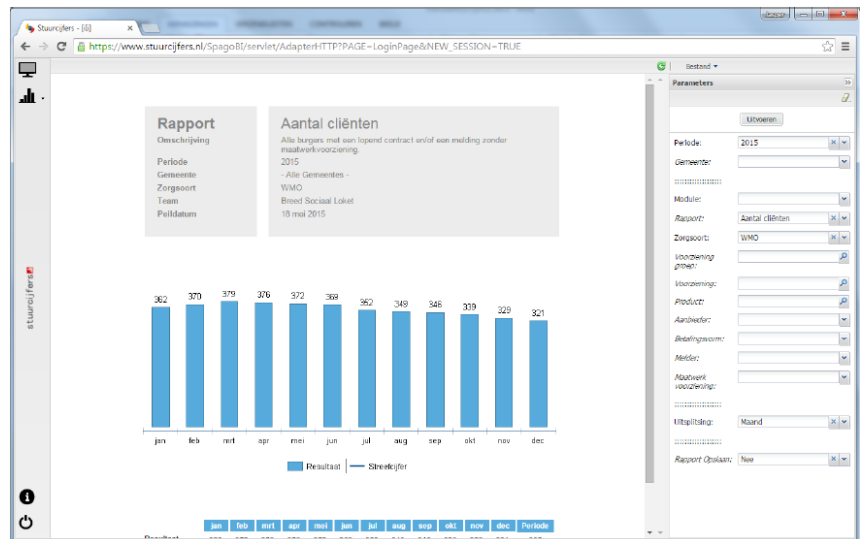 Stuurcijfers - [i]
https://www.stuurcijfers.nl/SpagoBI/servlet/AdapterHTTP?PAGE=LoginPage&NEW_SESSION=TRUE
Bestand
Parameters
Uitvoeren
Rapport
Aantal cliënten
Omschrijving
Alle burgers met een lopend contract an/of een melding zonder
maatwerkvoorziening.
Periode
2015
Gemeente
- Alle Gemeentes -
Zorgsoort
WMO
Team
Breed Sociaal Loket
Peildatum
18 mei 2015
Periode:
2015
Gemeente:
Module:
Rapport:
Aantal cliënten
Zorgsoort:
WMO
Voorziening
groep:
Voorziening:
Product:
Aanbieder:
Betalingsvorm:
Melder:
Maatwerk
voorziening:
Uitsplitsing:
Maand
Rapport Opslaan:
Nee
stuurcijfers
362 370 379 376 372 369 352 349 346 339 329 321
jan feb mrt apr mei jun jul aug sep okt nov dec
Resultaat
Streefcijfer
jan feb mrt apr mei jun jul aug sep okt nov dec Periode